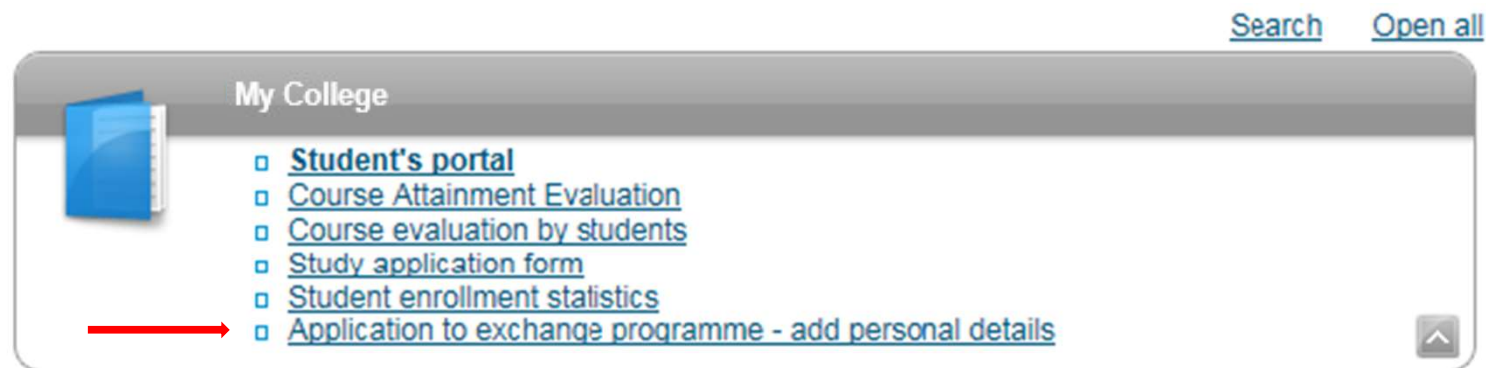 Search Open all
My College
Student's portal
Course Attainment Evaluation
Course evaluation by students
Study application form
Student enrollment statistics
Application to exchange programme - add personal details